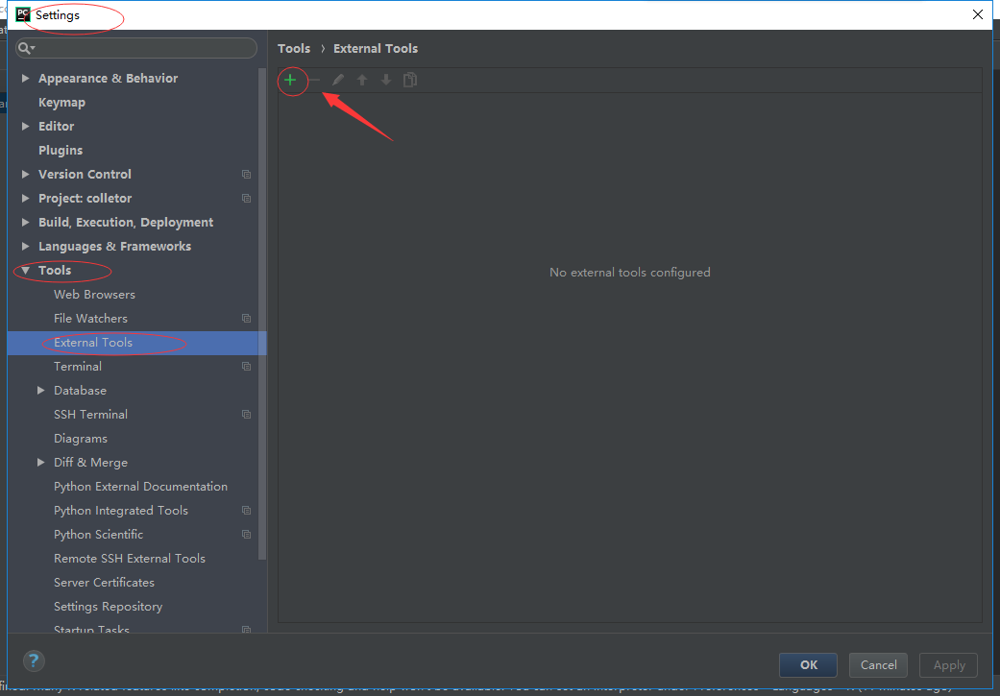 PC Settings
Tools › External Tools
Appearance & Behavior
Keymap
Editor
Plugins
Version Control
Project: colletor
Build, Execution, Deployment
Languages & Frameworks
Tools
Web Browsers
File Watchers
External Tools
Terminal
Database
SSH Terminal
Diagrams
Diff & Merge
Python External Documentation
Python Integrated Tools
Python Scientific
Remote SSH External Tools
Server Certificates
Settings Repository
Startup Tasks
No external tools configured
?
OK
Cancel
Apply